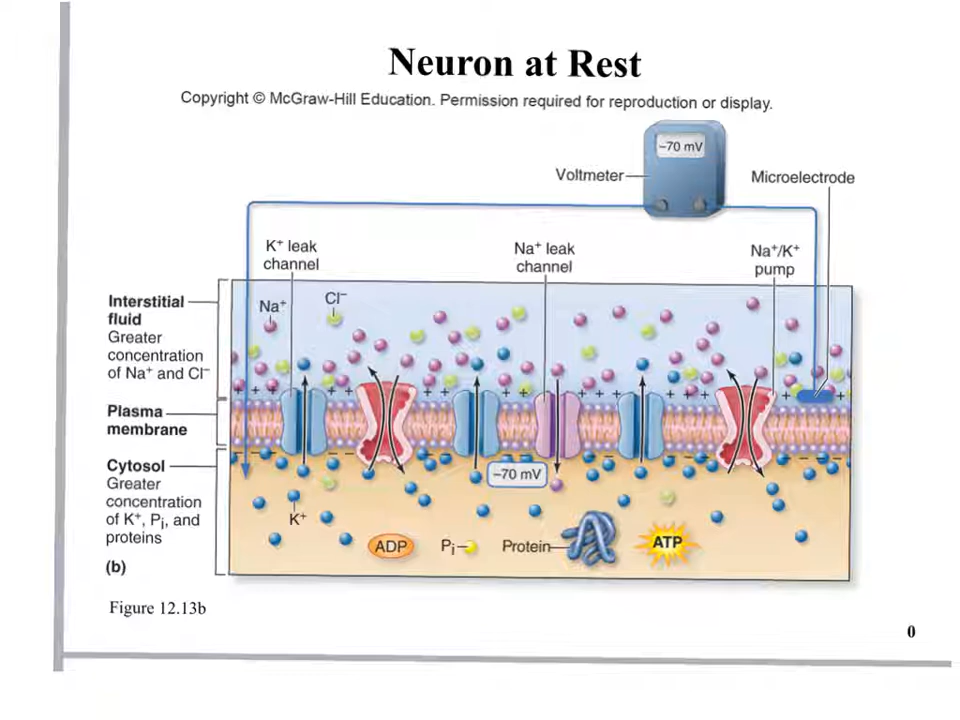 Neuron at Rest
Copyright © McGraw-Hill Education. Permission required for reproduction or display.
−70 mV
Voltmeter
Microelectrode
K⁺ leak
channel
Na⁺ leak
channel
Na⁺/K⁺
pump
Interstitial
fluid
Greater
concentration
of Na⁺ and Cl⁻
Na⁺
Cl⁻
+ + +
+ +
+ +
+ + +
+ +
+
+
Plasma
membrane
Cytosol
Greater
concentration
of K⁺, Pᵢ, and
proteins
−70 mV
K⁺
ADP
Pᵢ
Protein
ATP
(b)
Figure 12.13b
0